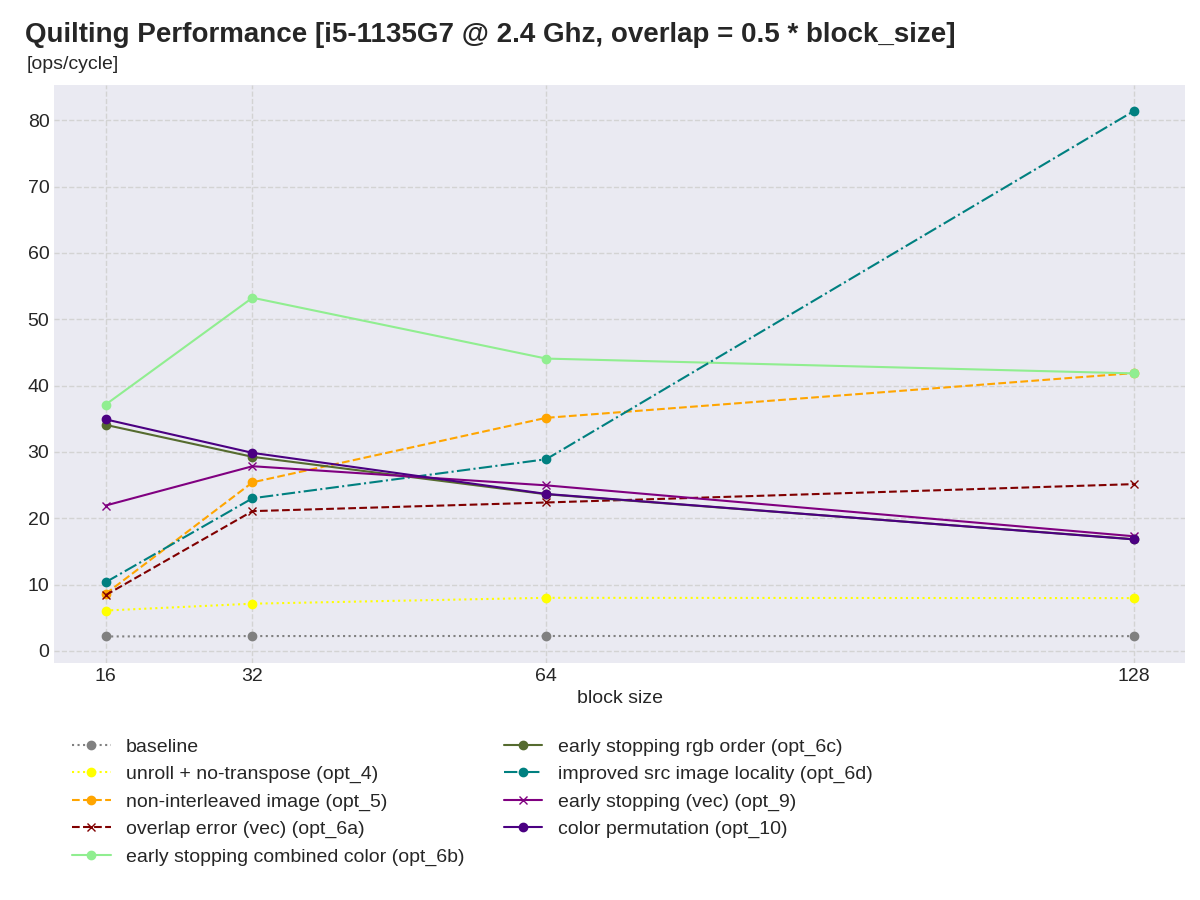 Quilting Performance [i5-1135G7 @ 2.4 Ghz, overlap = 0.5 * block_size]
[ops/cycle]
80
70
60
50
40
30
20
10
0
16 32 64 128
block size
baseline
unroll + no-transpose (opt_4)
non-interleaved image (opt_5)
overlap error (vec) (opt_6a)
early stopping combined color (opt_6b)
early stopping rgb order (opt_6c)
improved src image locality (opt_6d)
early stopping (vec) (opt_9)
color permutation (opt_10)